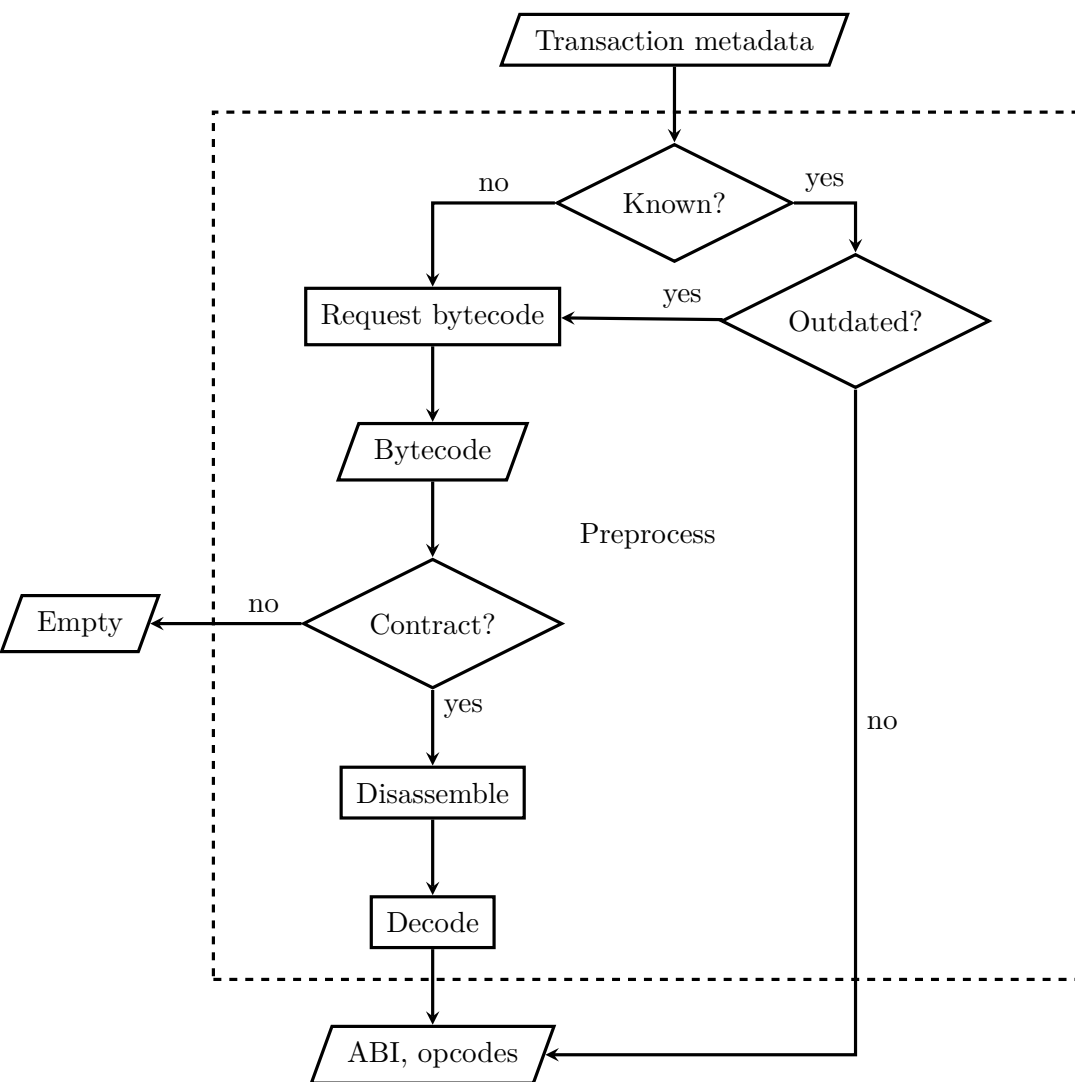 Transaction metadata
no
yes
Known?
yes
Request bytecode
Outdated?
Bytecode
Preprocess
no
Empty
Contract?
yes
no
Disassemble
Decode
ABI, opcodes